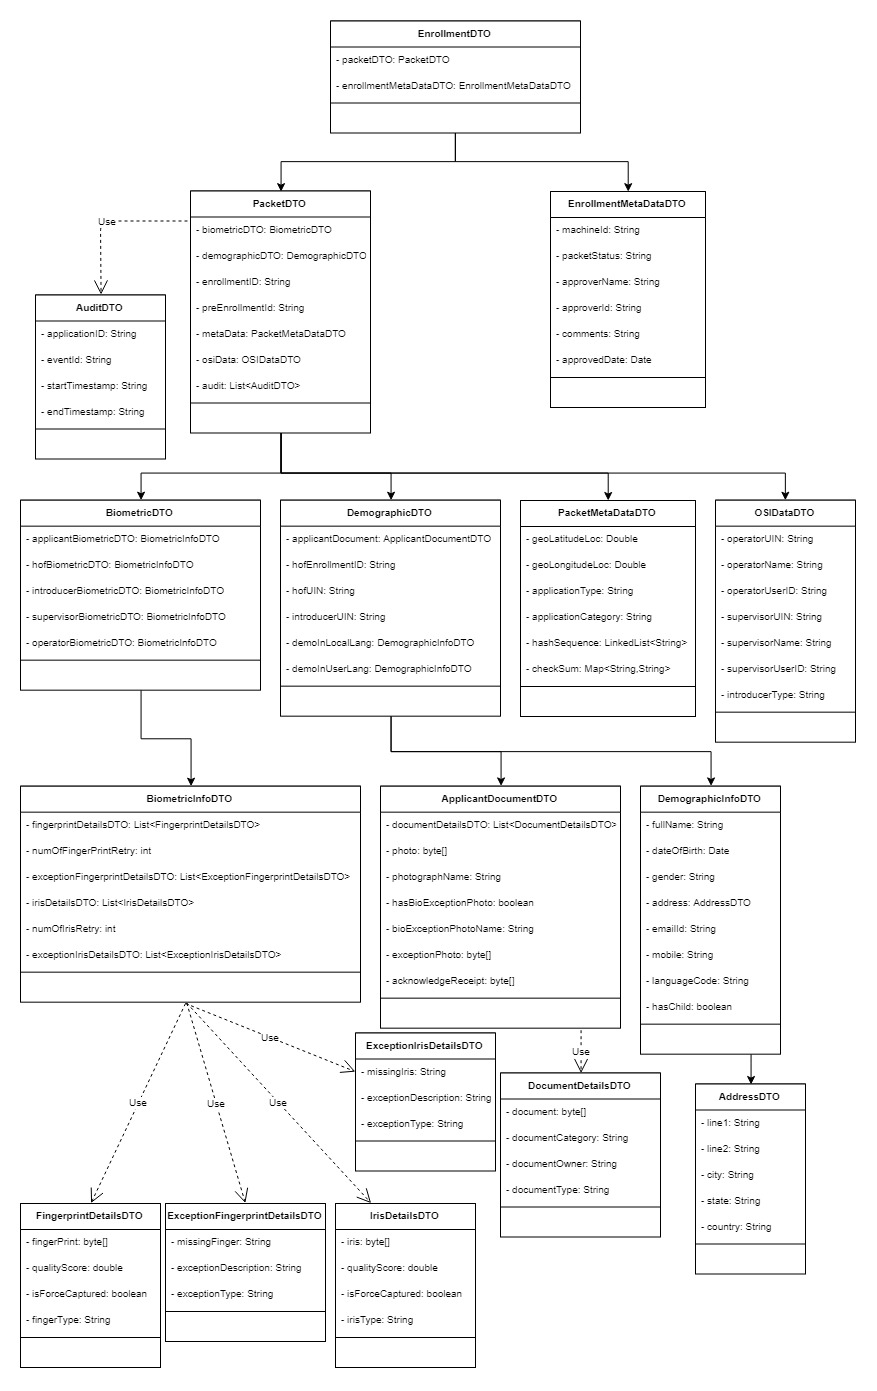 EnrollmentDTO
- packetDTO: PacketDTO
- enrollmentMetaDataDTO: EnrollmentMetaDataDTO
PacketDTO
- biometricDTO: BiometricDTO
- demographicDTO: DemographicDTO
- enrollmentID: String
- preEnrollmentId: String
- metaData: PacketMetaDataDTO
- osiData: OSIDataDTO
- audit: List<AuditDTO>
EnrollmentMetaDataDTO
- machineId: String
- packetStatus: String
- approverName: String
- approverId: String
- comments: String
- approvedDate: Date
Use
AuditDTO
- applicationID: String
- eventId: String
- startTimestamp: String
- endTimestamp: String
BiometricDTO
- applicantBiometricDTO: BiometricInfoDTO
- hofBiometricDTO: BiometricInfoDTO
- introducerBiometricDTO: BiometricInfoDTO
- supervisorBiometricDTO: BiometricInfoDTO
- operatorBiometricDTO: BiometricInfoDTO
DemographicDTO
- applicantDocument: ApplicantDocumentDTO
- hofEnrollmentID: String
- hofUIN: String
- introducerUIN: String
- demoInLocalLang: DemographicInfoDTO
- demoInUserLang: DemographicInfoDTO
PacketMetaDataDTO
- geoLatitudeLoc: Double
- geoLongitudeLoc: Double
- applicationType: String
- applicationCategory: String
- hashSequence: LinkedList<String>
- checkSum: Map<String,String>
OSIDataDTO
- operatorUIN: String
- operatorName: String
- operatorUserID: String
- supervisorUIN: String
- supervisorName: String
- supervisorUserID: String
- introducerType: String
BiometricInfoDTO
- fingerprintDetailsDTO: List<FingerprintDetailsDTO>
- numOfFingerPrintRetry: int
- exceptionFingerprintDetailsDTO: List<ExceptionFingerprintDetailsDTO>
- irisDetailsDTO: List<IrisDetailsDTO>
- numOfIrisRetry: int
- exceptionIrisDetailsDTO: List<ExceptionIrisDetailsDTO>
ApplicantDocumentDTO
- documentDetailsDTO: List<DocumentDetailsDTO>
- photo: byte[]
- photographName: String
- hasBioExceptionPhoto: boolean
- bioExceptionPhotoName: String
- exceptionPhoto: byte[]
- acknowledgeReceipt: byte[]
DemographicInfoDTO
- fullName: String
- dateOfBirth: Date
- gender: String
- address: AddressDTO
- emailId: String
- mobile: String
- languageCode: String
- hasChild: boolean
Use
Use
Use
Use
Use
ExceptionIrisDetailsDTO
- missingIris: String
- exceptionDescription: String
- exceptionType: String
DocumentDetailsDTO
- document: byte[]
- documentCategory: String
- documentOwner: String
- documentType: String
AddressDTO
- line1: String
- line2: String
- city: String
- state: String
- country: String
FingerprintDetailsDTO
- fingerPrint: byte[]
- qualityScore: double
- isForceCaptured: boolean
- fingerType: String
ExceptionFingerprintDetailsDTO
- missingFinger: String
- exceptionDescription: String
- exceptionType: String
IrisDetailsDTO
- iris: byte[]
- qualityScore: double
- isForceCaptured: boolean
- irisType: String